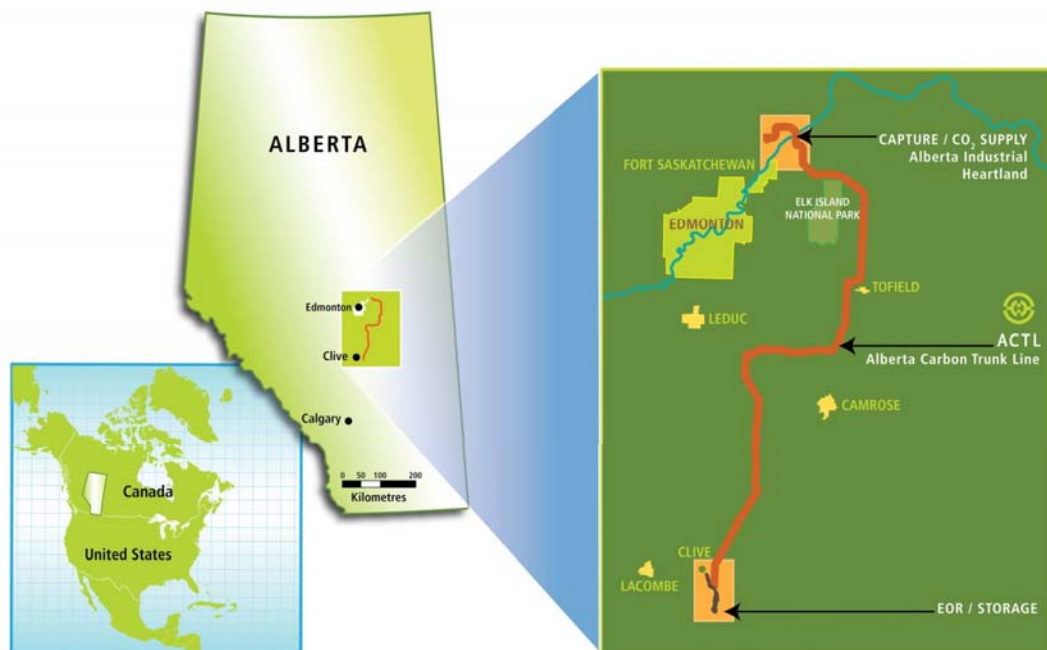 ALBERTA
Edmonton
Clive
Calgary
0 50 100 200
Kilometres
Canada
United States
CAPTURE / CO₂ SUPPLY
Alberta Industrial
Heartland
FORT SASKATCHEWAN
ELK ISLAND
NATIONAL PARK
EDMONTON
TOFIELD
LEDUC
ACTL
Alberta Carbon Trunk Line
CAMROSE
CLIVE
LACOMBE
EOR / STORAGE